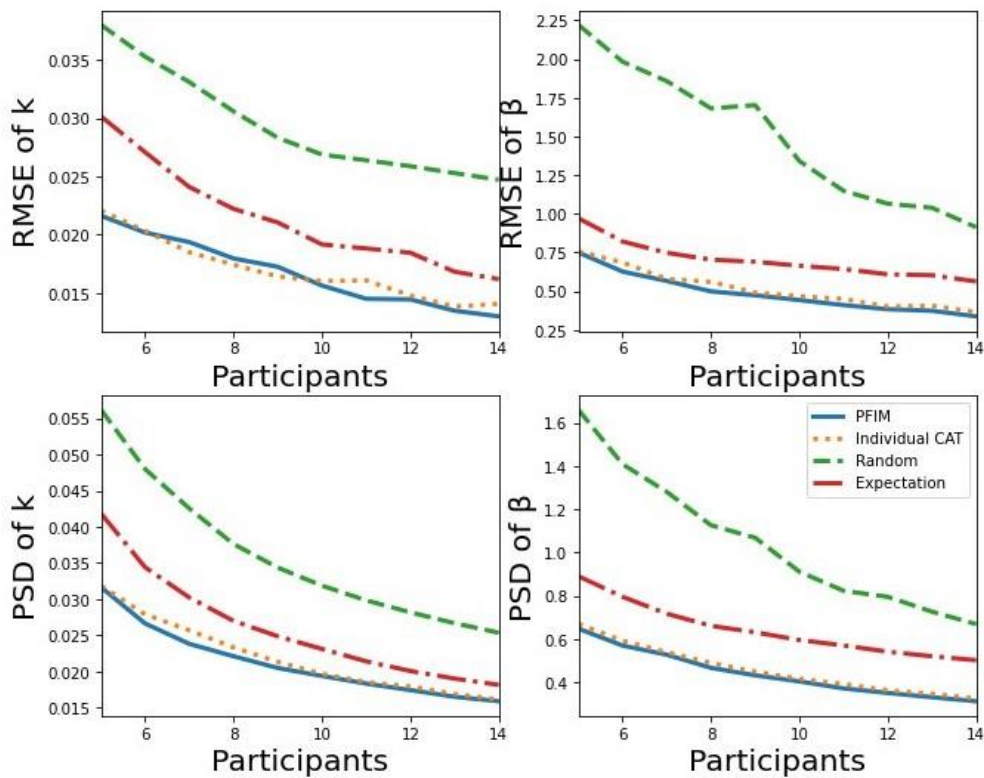 RMSE of k
0.035
0.030
0.025
0.020
0.015
6 8 10 12 14
Participants
RMSE of β
2.25
2.00
1.75
1.50
1.25
1.00
0.75
0.50
0.25
6 8 10 12 14
Participants
PSD of k
0.055
0.050
0.045
0.040
0.035
0.030
0.025
0.020
0.015
6 8 10 12 14
Participants
PSD of β
1.6
1.4
1.2
1.0
0.8
0.6
0.4
6 8 10 12 14
Participants
PFIM
Individual CAT
Random
Expectation